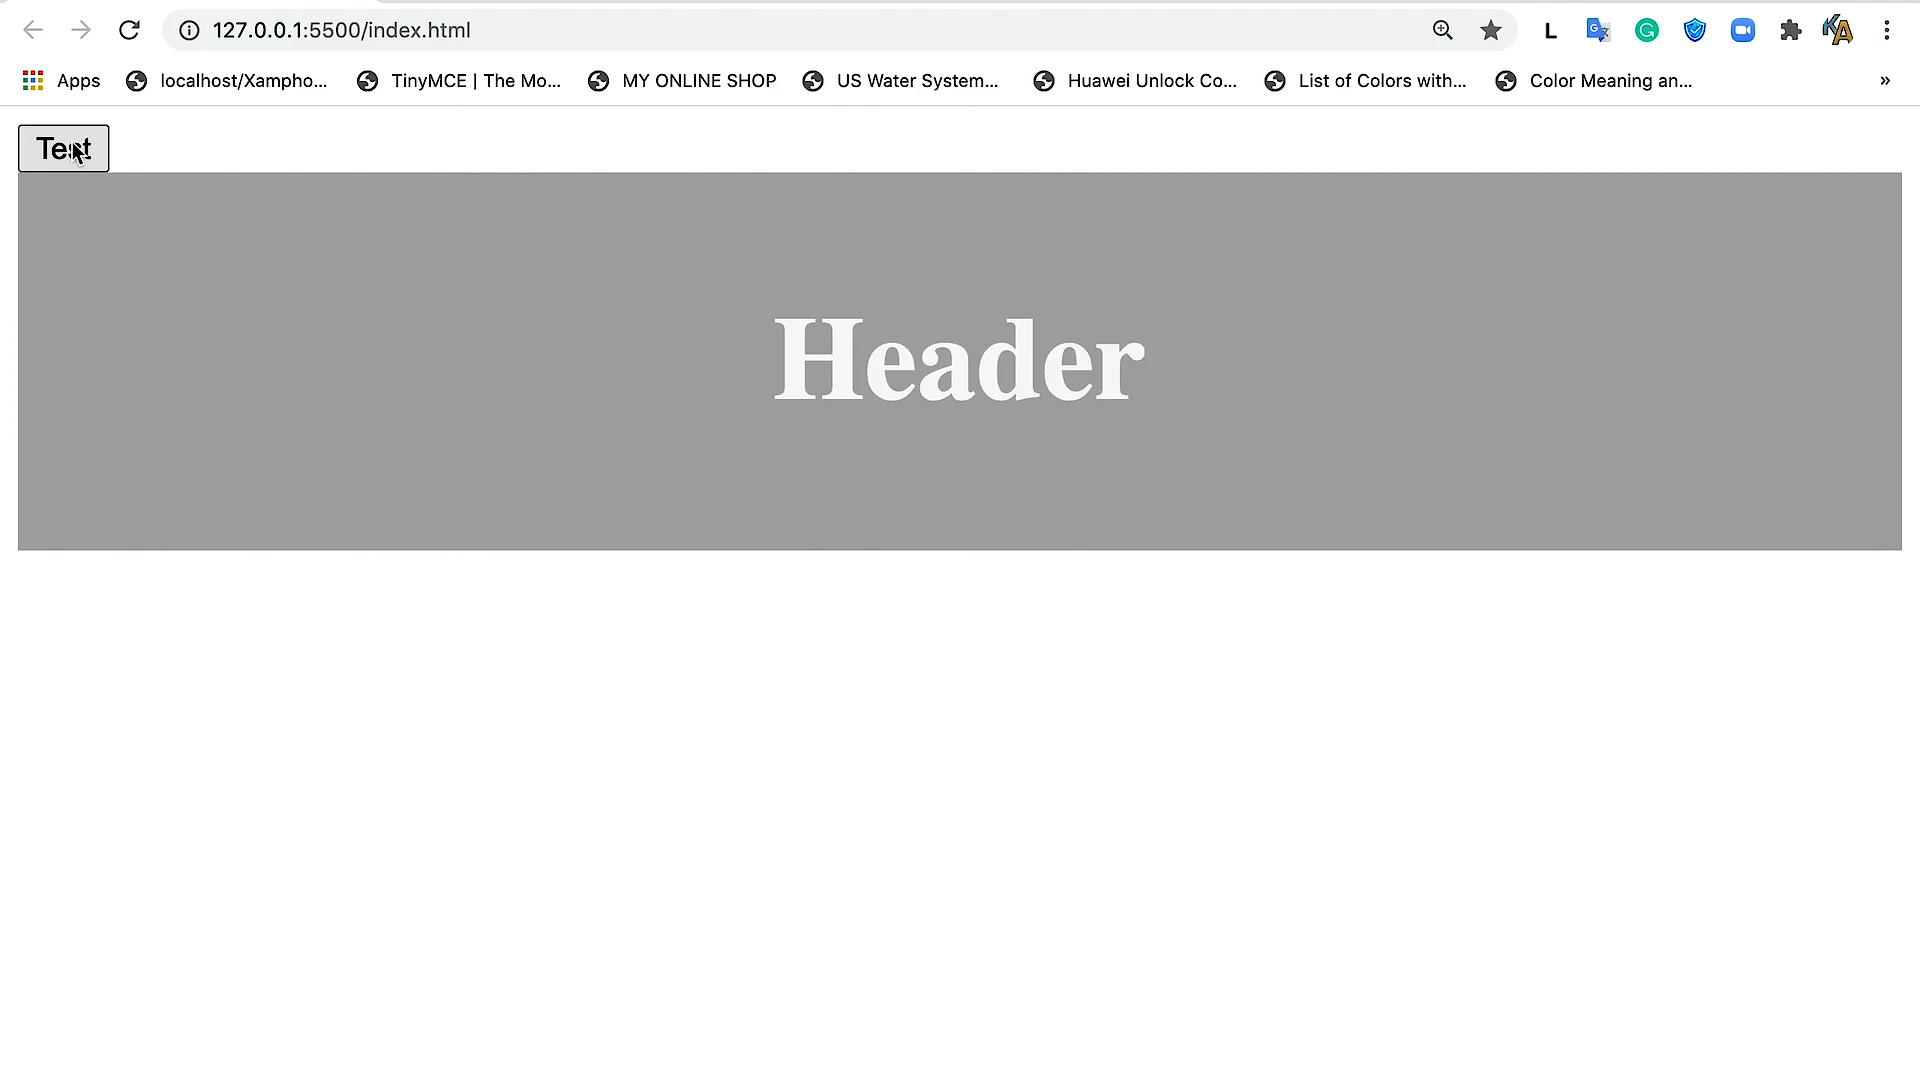 127.0.0.1:5500/index.html
L
Apps
localhost/Xampho...
TinyMCE | The Mo...
MY ONLINE SHOP
US Water System...
Huawei Unlock Co...
List of Colors with...
Color Meaning an...
»
Test
Header